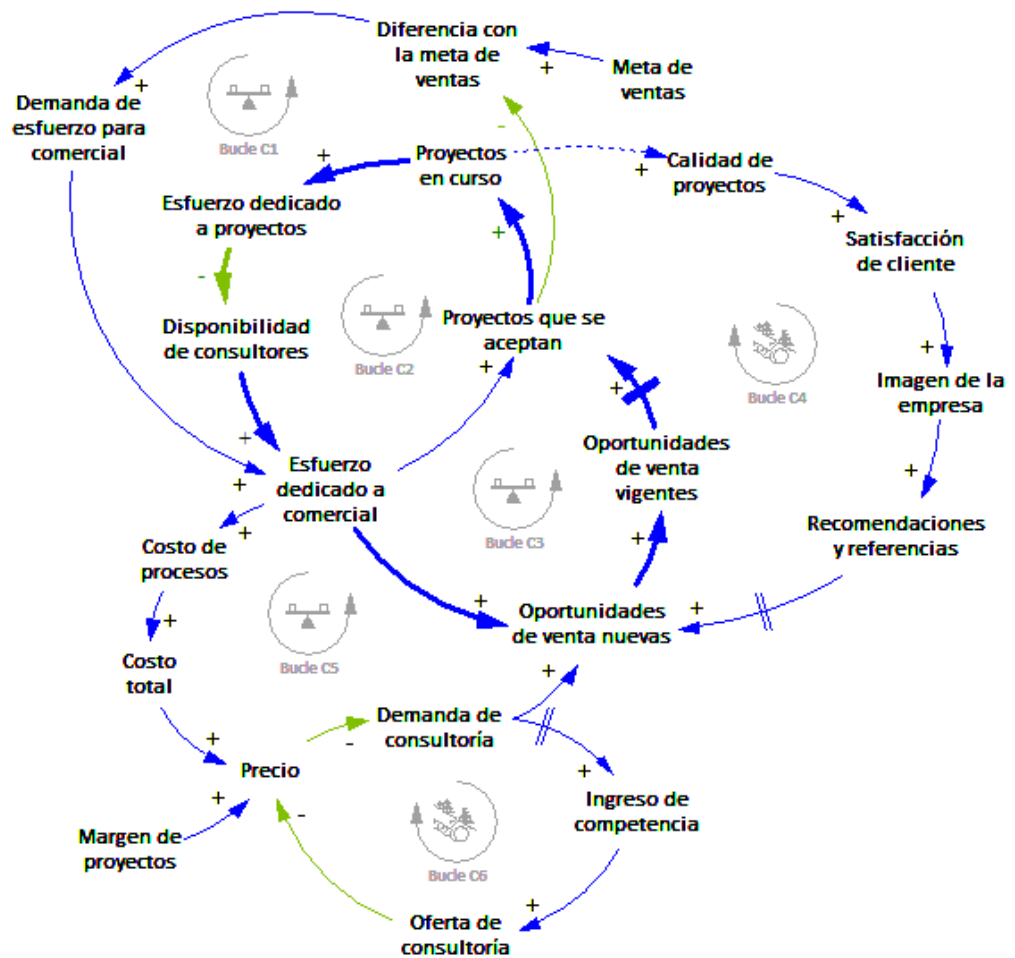 Diferencia con
la meta de
ventas
Meta de
ventas
+
+
Demanda de
esfuerzo para
comercial
Bucle C1
-
+
Proyectos
en curso
+
Calidad de
proyectos
Esfuerzo dedicado
a proyectos
+
Satisfacción
de cliente
+
-
Disponibilidad
de consultores
Bucle C2
Proyectos que se
aceptan
+
+
Imagen de la
empresa
Bucle C4
+
+
Oportunidades
de venta
vigentes
+
Esfuerzo
dedicado a
comercial
+
+
Bucle C3
Recomendaciones
y referencias
+
+
Costo de
procesos
+
+
+
Oportunidades
de venta nuevas
Bucle C5
Costo
total
+
+
Demanda de
consultoría
-
Precio
+
Ingreso de
competencia
+
-
Margen de
proyectos
Bucle C6
+
Oferta de
consultoría